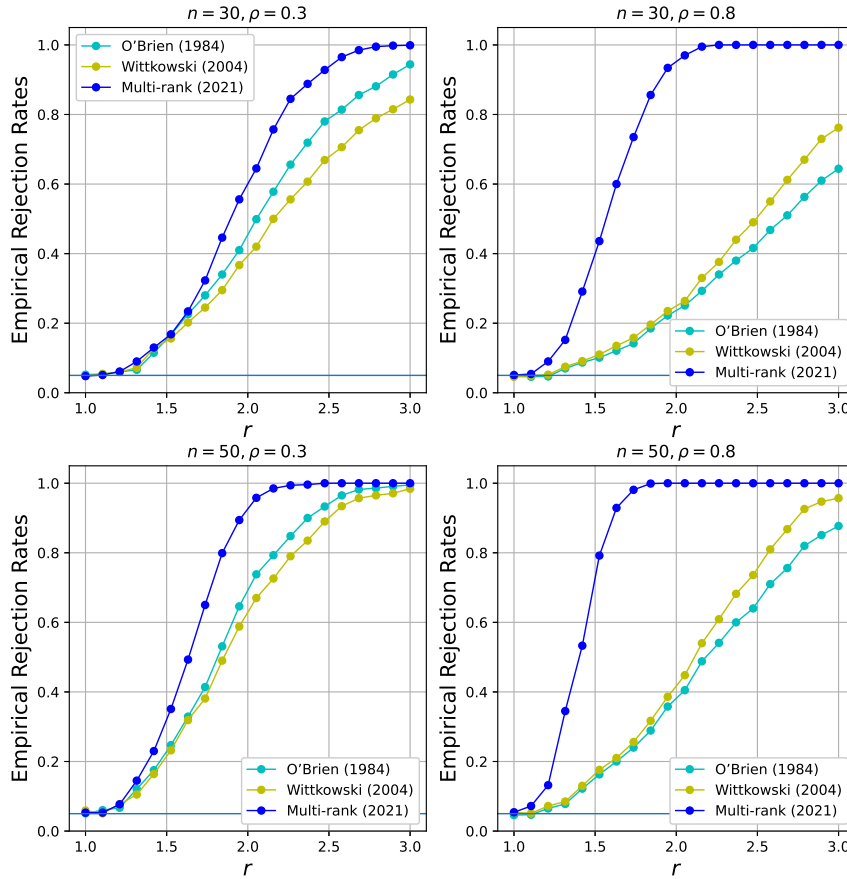 n = 30, ρ = 0.3
Empirical Rejection Rates
1.0
0.8
0.6
0.4
0.2
0.0
O'Brien (1984)
Wittkowski (2004)
Multi-rank (2021)
1.0 1.5 2.0 2.5 3.0
r
n = 30, ρ = 0.8
Empirical Rejection Rates
1.0
0.8
0.6
0.4
0.2
0.0
O'Brien (1984)
Wittkowski (2004)
Multi-rank (2021)
1.0 1.5 2.0 2.5 3.0
r
n = 50, ρ = 0.3
Empirical Rejection Rates
1.0
0.8
0.6
0.4
0.2
0.0
O'Brien (1984)
Wittkowski (2004)
Multi-rank (2021)
1.0 1.5 2.0 2.5 3.0
r
n = 50, ρ = 0.8
Empirical Rejection Rates
1.0
0.8
0.6
0.4
0.2
0.0
O'Brien (1984)
Wittkowski (2004)
Multi-rank (2021)
1.0 1.5 2.0 2.5 3.0
r